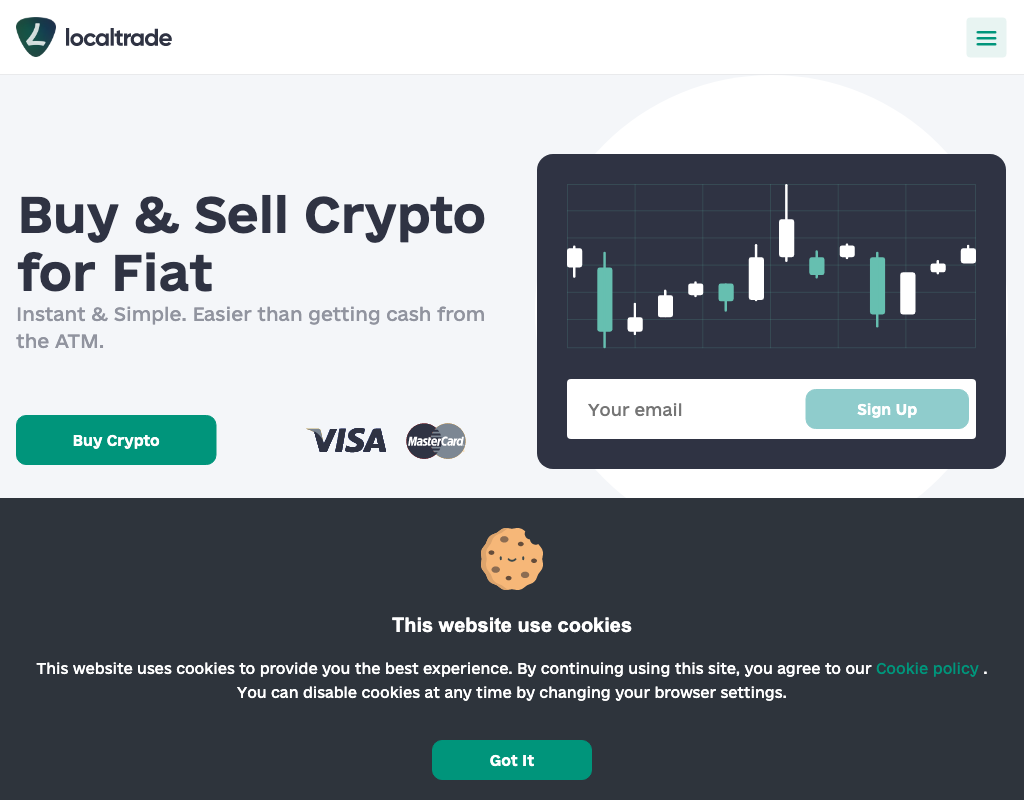 localtrade
Buy & Sell Crypto
for Fiat
Instant & Simple. Easier than getting cash from
the ATM.
Buy Crypto
VISA
MasterCard
Your email
Sign Up
This website use cookies
This website uses cookies to provide you the best experience. By continuing using this site, you agree to our Cookie policy .
You can disable cookies at any time by changing your browser settings.
Got It